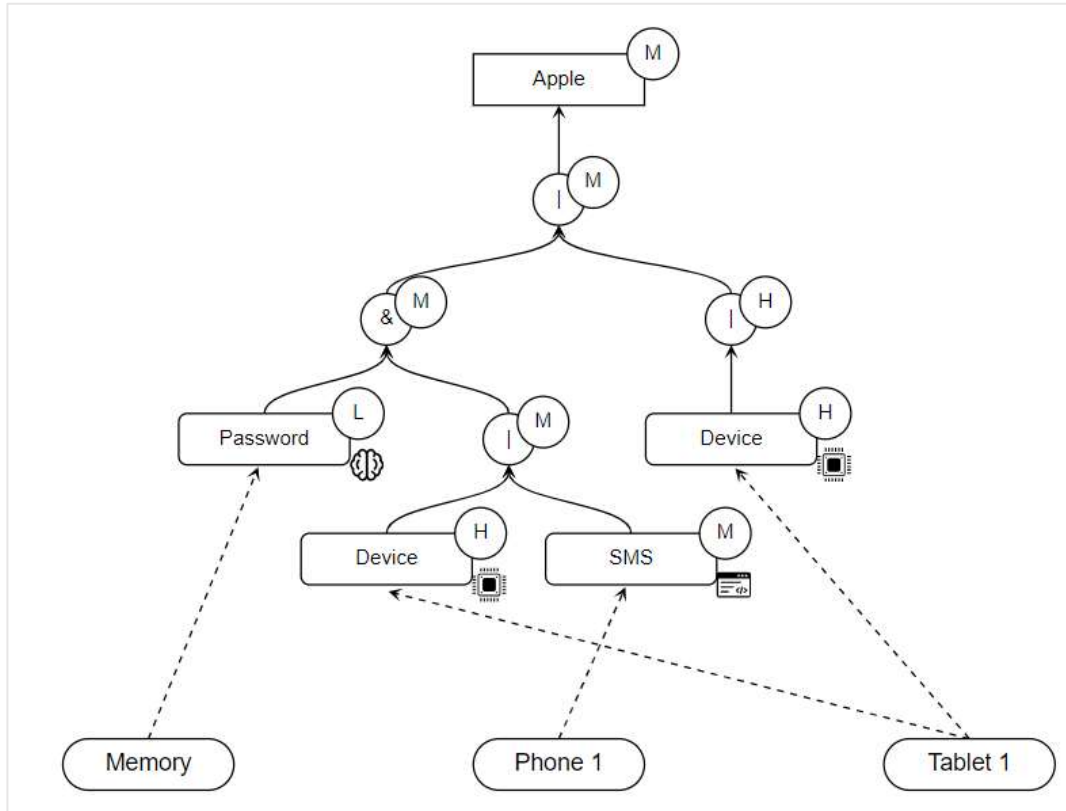 M
Apple
M
|
M
&
H
|
L
Password
M
|
H
Device
H
Device
M
SMS
Memory
Phone 1
Tablet 1